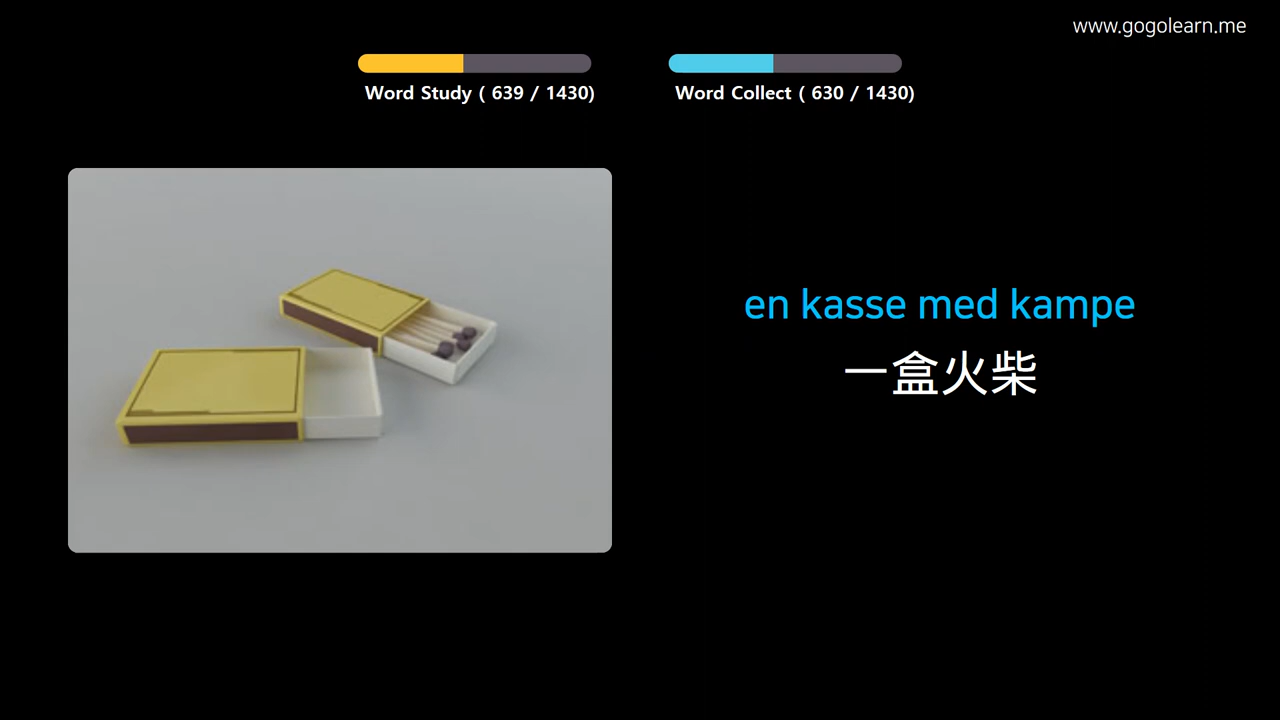 www.gogolearn.me
Word Study ( 639 / 1430)
Word Collect ( 630 / 1430)
en kasse med kampe
一盒火柴